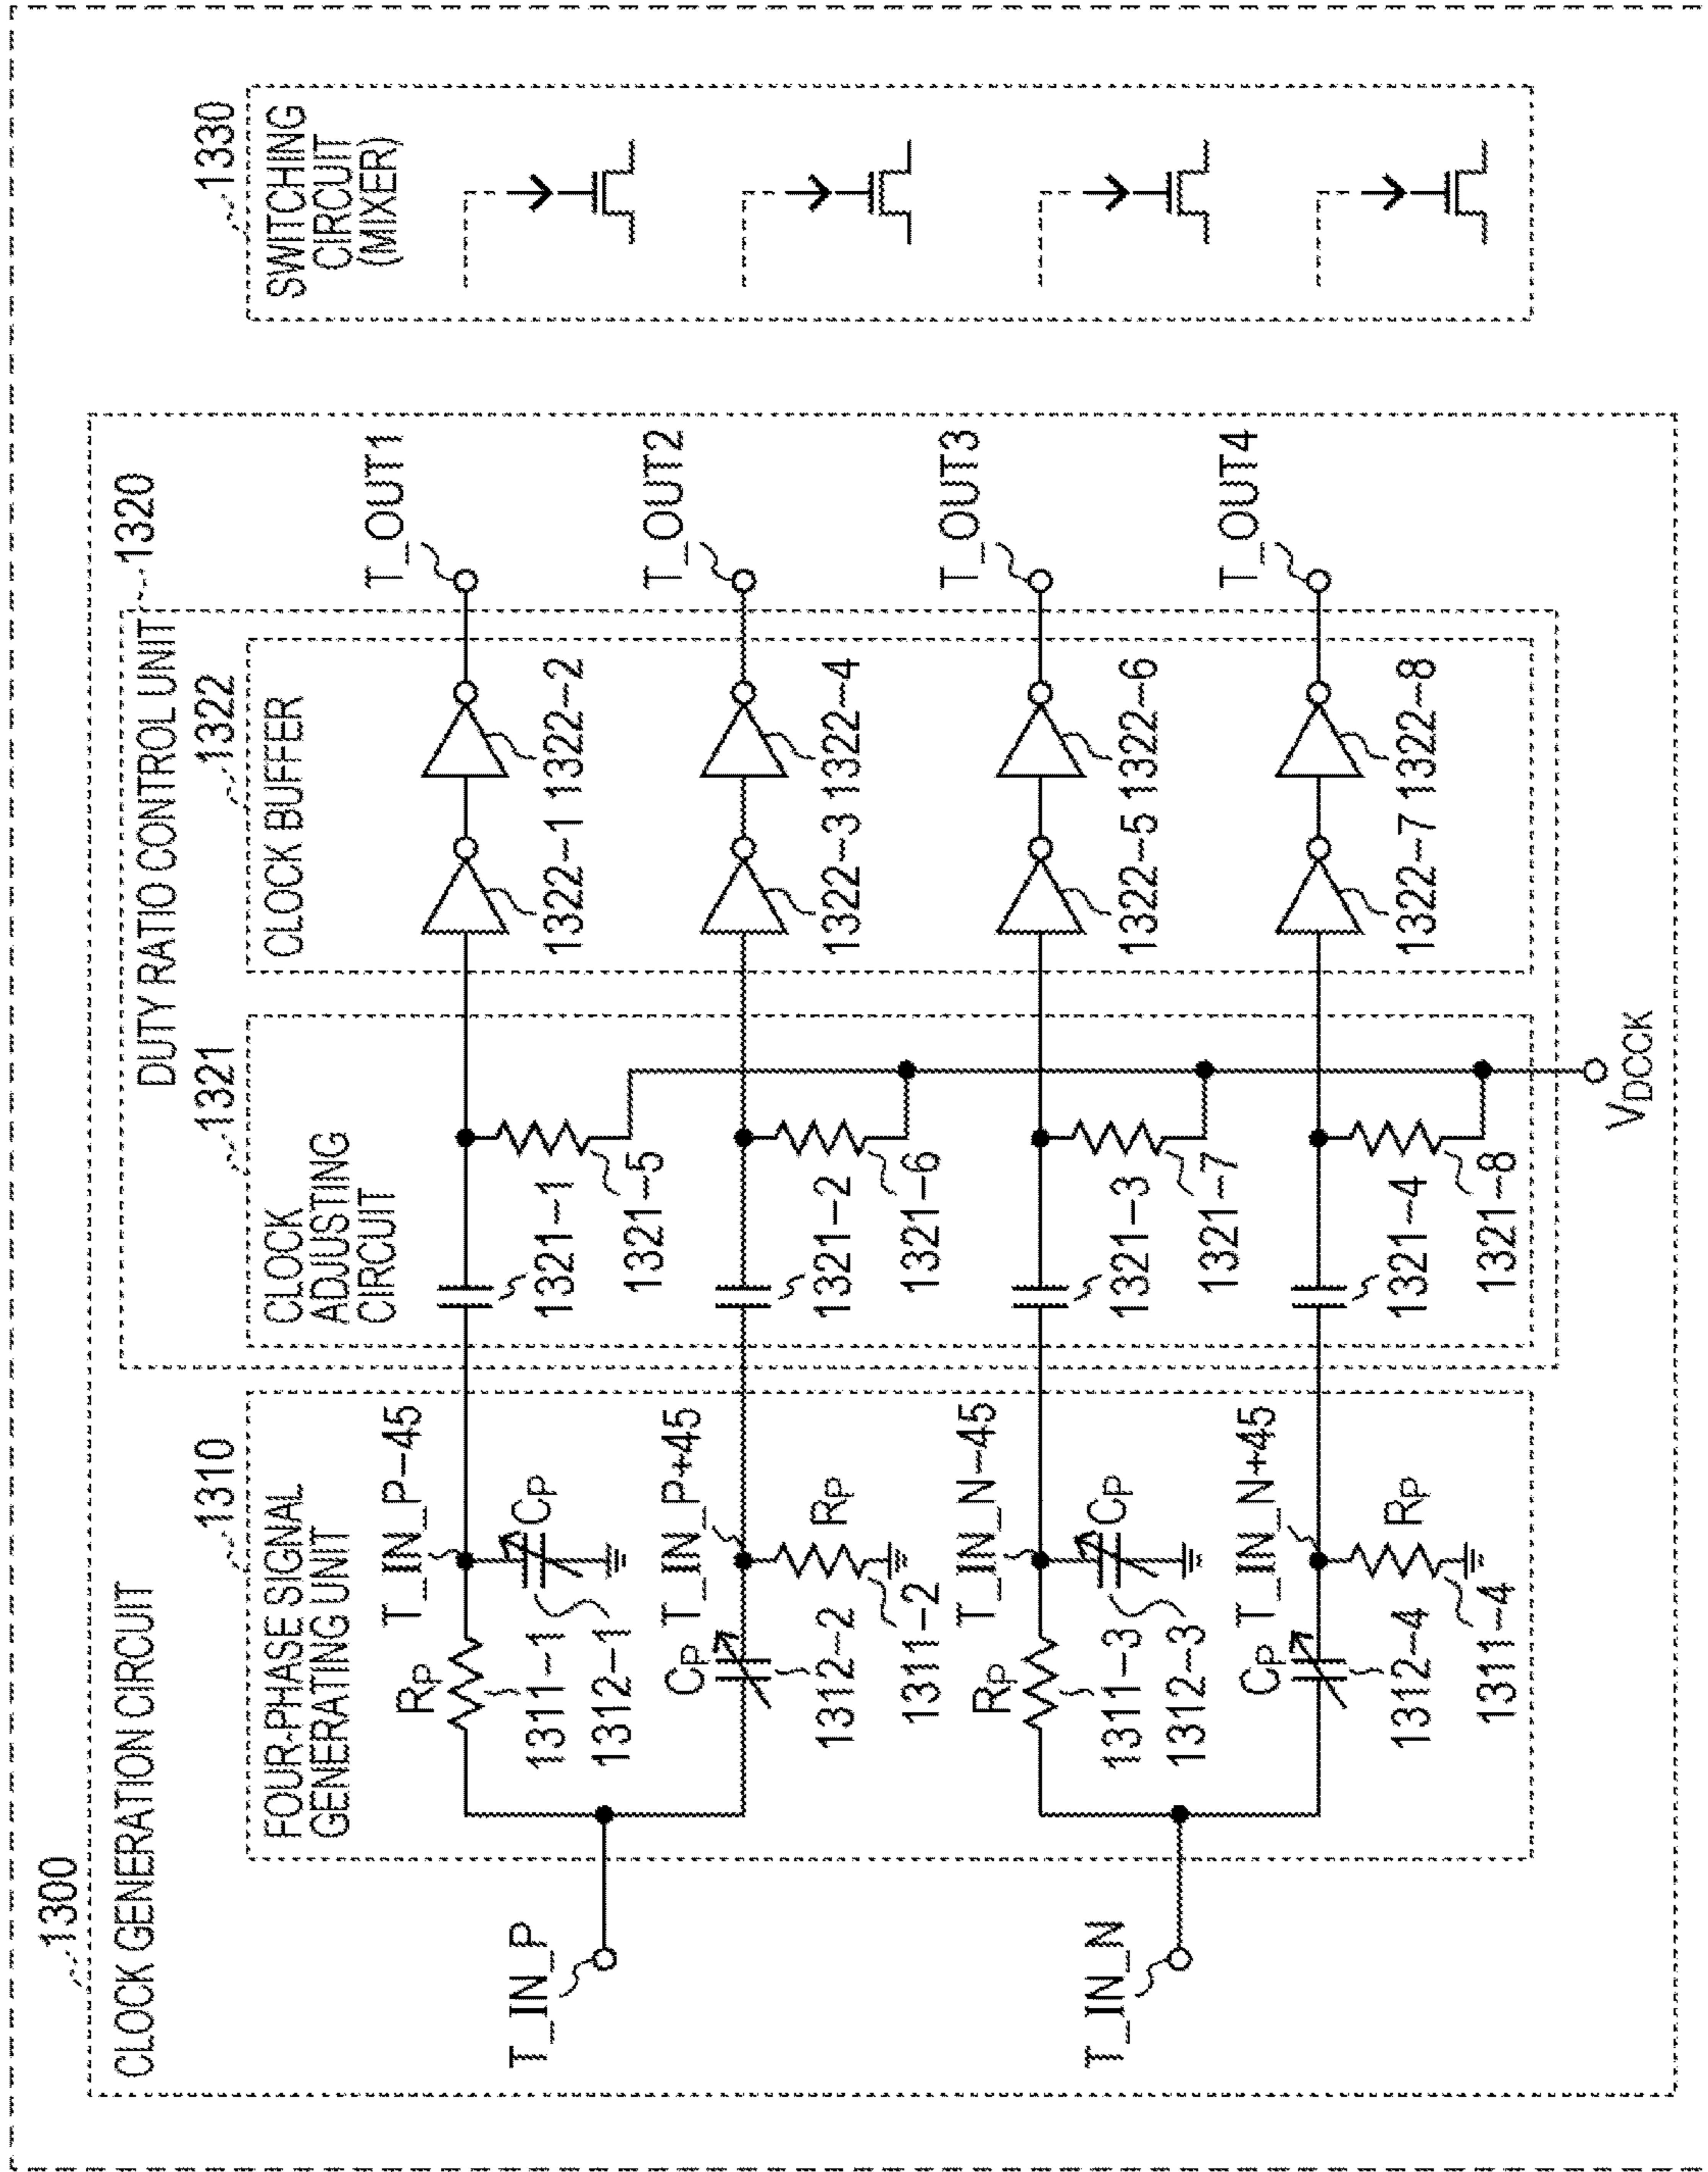 1300
CLOCK GENERATION CIRCUIT
DUTY RATIO CONTROL UNIT
1320
1310
FOUR-PHASE SIGNAL
GENERATING UNIT
1321
CLOCK
ADJUSTING
CIRCUIT
1322
CLOCK BUFFER
1330
SWITCHING
CIRCUIT
(MIXER)
T_IN_P
RP
1311-1
1312-1
CP
T_IN_P-45
1321-1
1321-5
1322-1
1322-2
T_OUT1
CP
1312-2
1311-2
RP
T_IN_P+45
1321-2
1321-6
1322-3
1322-4
T_OUT2
T_IN_N
RP
1311-3
1312-3
CP
T_IN_N-45
1321-3
1321-7
1322-5
1322-6
T_OUT3
CP
1312-4
1311-4
RP
T_IN_N+45
1321-4
1321-8
1322-7
1322-8
T_OUT4
VDCCK